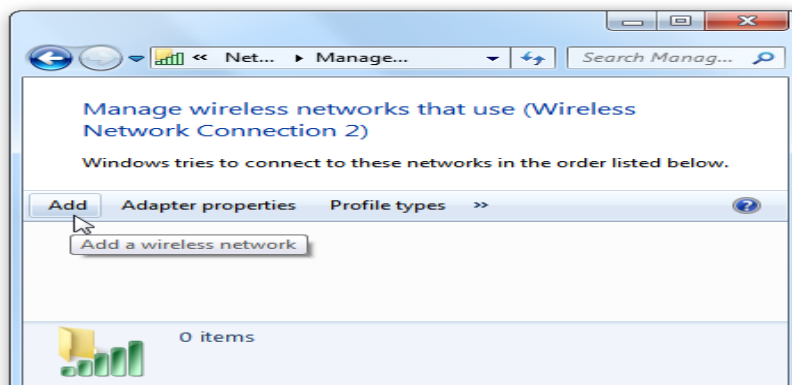 « Net... ▸ Manage... Search Manag...
Manage wireless networks that use (Wireless
Network Connection 2)
Windows tries to connect to these networks in the order listed below.
Add Adapter properties Profile types »
Add a wireless network
0 items